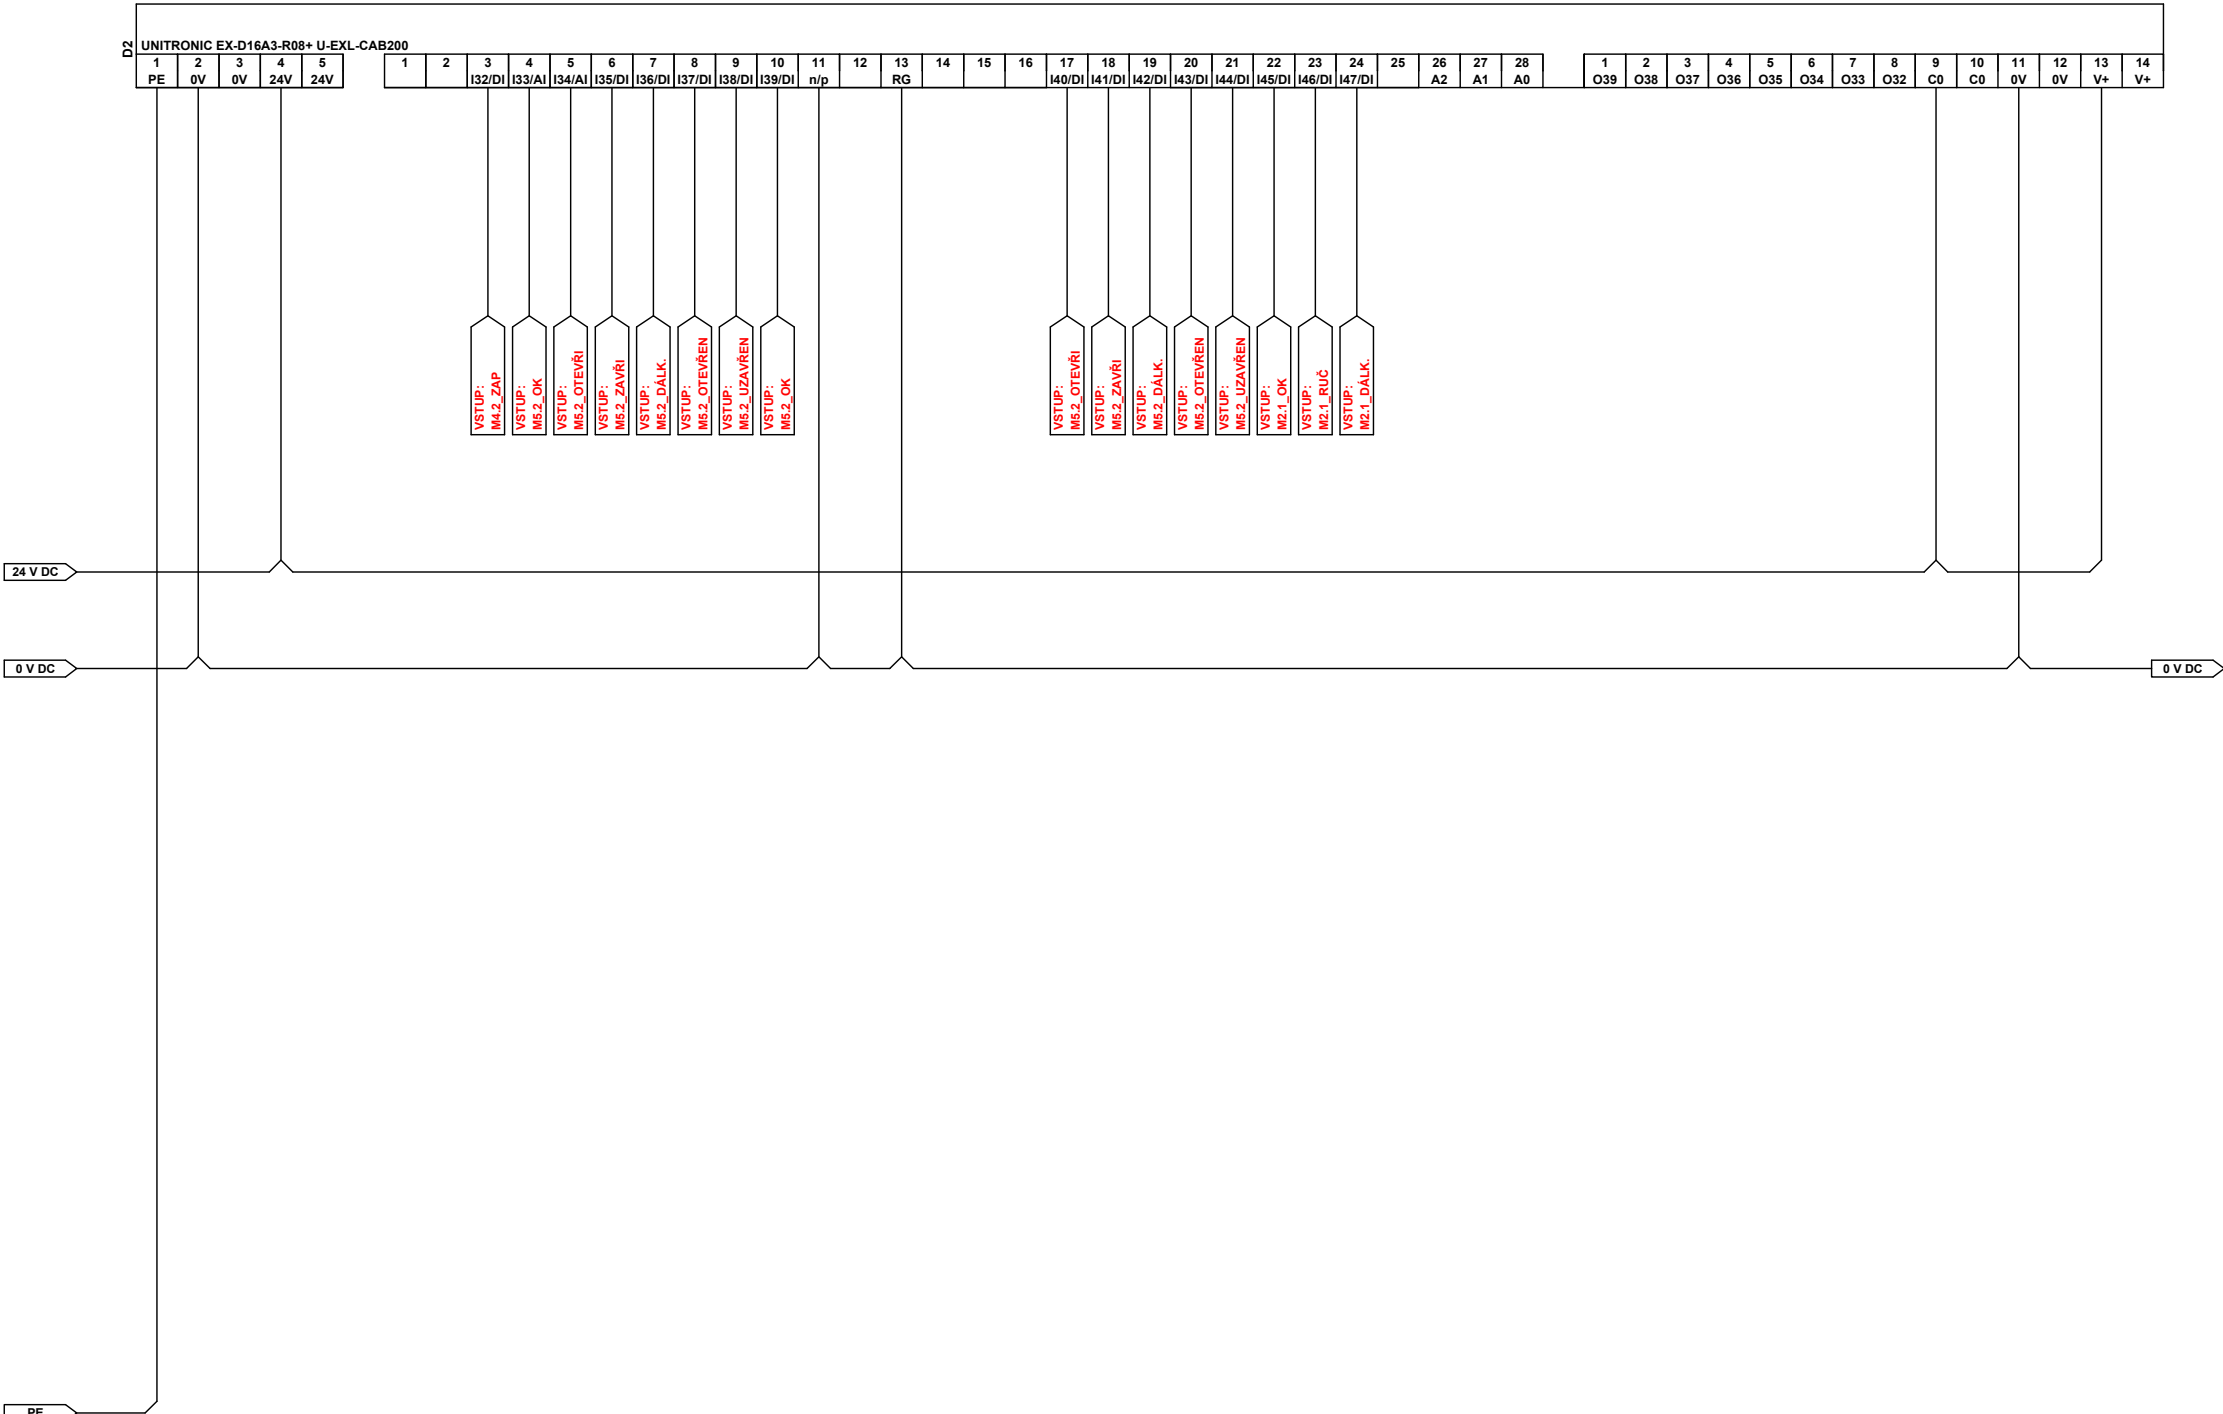 D2
UNITRONIC EX-D16A3-R08+ U-EXL-CAB200
1 2 3 4 5 1 2 3 4 5 6 7 8 9 10 11 12 13 14 15 16 17 18 19 20 21 22 23 24 25 26 27 28 1 2 3 4 5 6 7 8 9 10 11 12 13 14
PE 0V 0V 24V 24V I32/DI I33/AI I34/AI I35/DI I36/DI I37/DI I38/DI I39/DI n/p RG I40/DI I41/DI I42/DI I43/DI I44/DI I45/DI I46/DI I47/DI A2 A1 A0 O39 O38 O37 O36 O35 O34 O33 O32 C0 C0 0V 0V V+ V+
VSTUP:
M4.2_ZAP
VSTUP:
M5.2_OK
VSTUP:
M5.2_OTEVŘI
VSTUP:
M5.2_ZAVŘI
VSTUP:
M5.2_DÁLK.
VSTUP:
M5.2_OTEVŘEN
VSTUP:
M5.2_UZAVŘEN
VSTUP:
M5.2_OK
VSTUP:
M5.2_OTEVŘI
VSTUP:
M5.2_ZAVŘI
VSTUP:
M5.2_DÁLK.
VSTUP:
M5.2_OTEVŘEN
VSTUP:
M5.2_UZAVŘEN
VSTUP:
M2.1_OK
VSTUP:
M2.1_RUČ
VSTUP:
M2.1_DÁLK.
24 V DC
0 V DC
0 V DC
PE